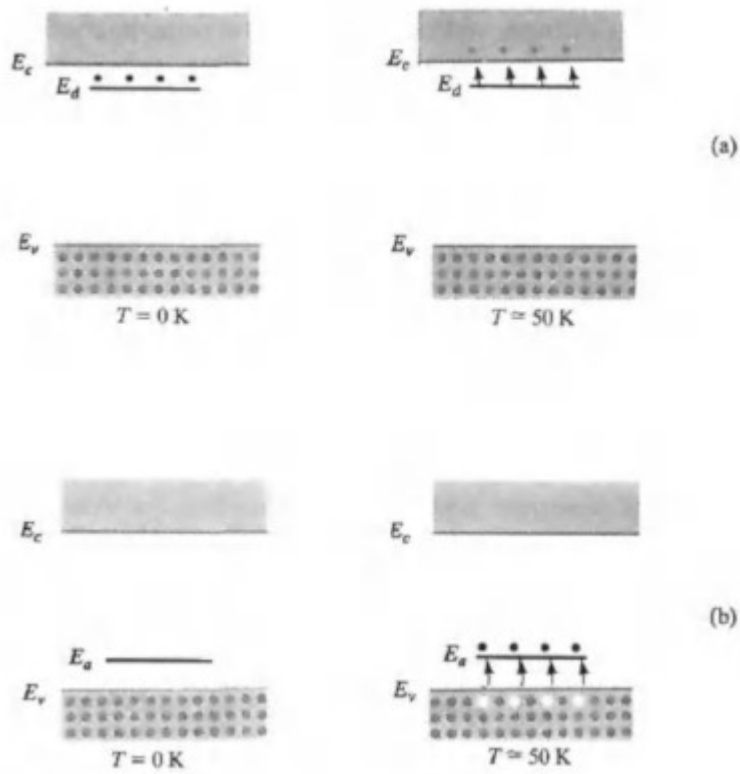 E_c
E_d
E_c
E_d
(a)
E_v
E_v
T = 0 K
T ≃ 50 K
E_c
E_c
(b)
E_a
E_a
E_v
E_v
T = 0 K
T ≃ 50 K